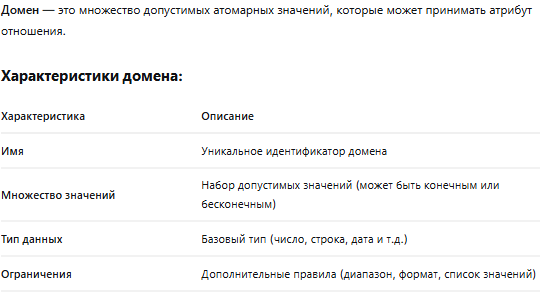 Домен — это множество допустимых атомарных значений, которые может принимать атрибут
отношения.
Характеристики домена:
Характеристика Описание
Имя Уникальный идентификатор домена
Множество значений Набор допустимых значений (может быть конечным или
бесконечным)
Тип данных Базовый тип (число, строка, дата и т.д.)
Ограничения Дополнительные правила (диапазон, формат, список значений)